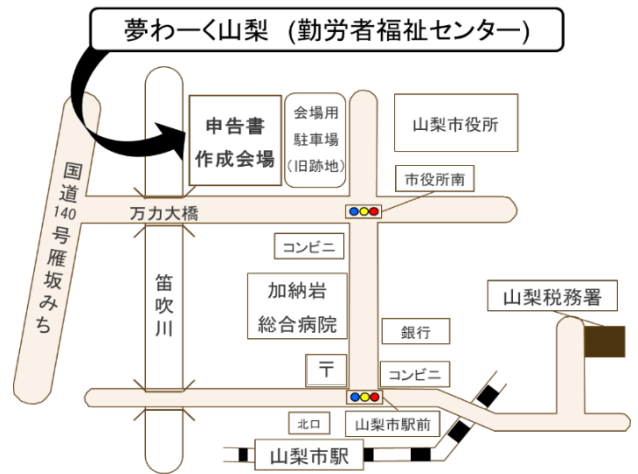 夢わーく山梨 (勤労者福祉センター)
申告書
作成会場
会場用
駐車場
(旧跡地)
山梨市役所
市役所南
国道140号雁坂みち
万力大橋
笛吹川
コンビニ
加納岩
総合病院
山梨税務署
銀行
〒
コンビニ
北口
山梨市駅前
山梨市駅